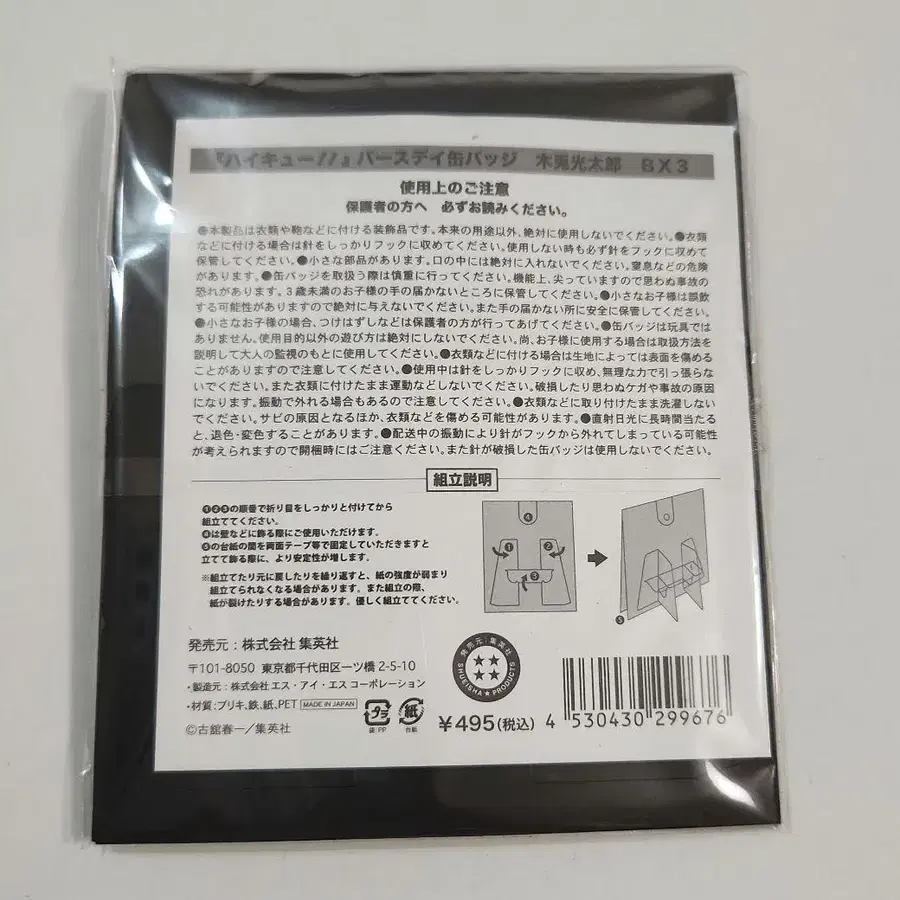 『ハイキュー!!』バースデイ缶バッジ 木兎光太郎 8X3
使用上のご注意
保護者の方へ 必ずお読みください。
●本製品は衣類や鞄などに付ける装飾品です。本来の用途以外、絶対に使用しないでください。●衣類
などに付ける場合は針をしっかりフックに収めてください。使用しない時も必ず針をフックに収めて
保管してください。●小さな部品があります。口の中には絶対に入れないでください。窒息などの危険
があります。●缶バッジを取扱う際は慎重に行ってください。機能上、尖っていますので思わぬ事故の
恐れがあります。3歳未満のお子様の手の届かないところに保管してください。●小さなお子様は誤飲
する可能性がありますので絶対に与えないでください。また手の届かない所に安全に保管してください。
●小さなお子様の場合、つけはずしなどは保護者の方が行ってあげてください。●缶バッジは玩具では
ありません。使用目的以外の遊び方は絶対にしないでください。尚、お子様に使用する場合は取扱方法を
説明して大人の監視のもとに使用してください。●衣類などに付ける場合は生地によっては表面を傷める
ことがありますので注意してください。●使用中は針をしっかりフックに収め、無理な力で引っ張らな
いでください。また衣類に付けたまま運動などしないでください。破損したり思わぬケガや事故の原因
になります。振動で外れる場合もあるので注意してください。●衣類などに取り付けたまま洗濯しない
でください。サビの原因となるほか、衣類などを傷める可能性があります。●直射日光に長時間当たる
と、退色・変色することがあります。●配送中の振動により針がフックから外れてしまっている可能性
が考えられますので開梱時にはご注意ください。また針が破損した缶バッジは使用しないでください。
組立説明
①②③の順番で折り目をしっかりと付けてから
組立ててください。
④は壁などに飾る際にご使用いただけます。
⑤の台紙の間を両面テープ等で固定していただきますと
立てて飾る際に、より安定性が増します。
※組立てたり元に戻したりを繰り返すと、紙の強度が弱まり
組立てられなくなる場合があります。また組立の際、
紙が裂けたりする場合があります。優しく組立ててください。
④
① ②
③
⑤
発売元:株式会社 集英社
〒101-8050 東京都千代田区一ツ橋 2-5-10
・製造元:株式会社 エス・アイ・エス コーポレーション
・材質:ブリキ、鉄、紙、PET MADE IN JAPAN
©古舘春一/集英社
プラ
袋:PP
紙
台紙
発売元:集英社
SHUEISHA★PRODUCTS
¥495(税込)
4 530430 299676